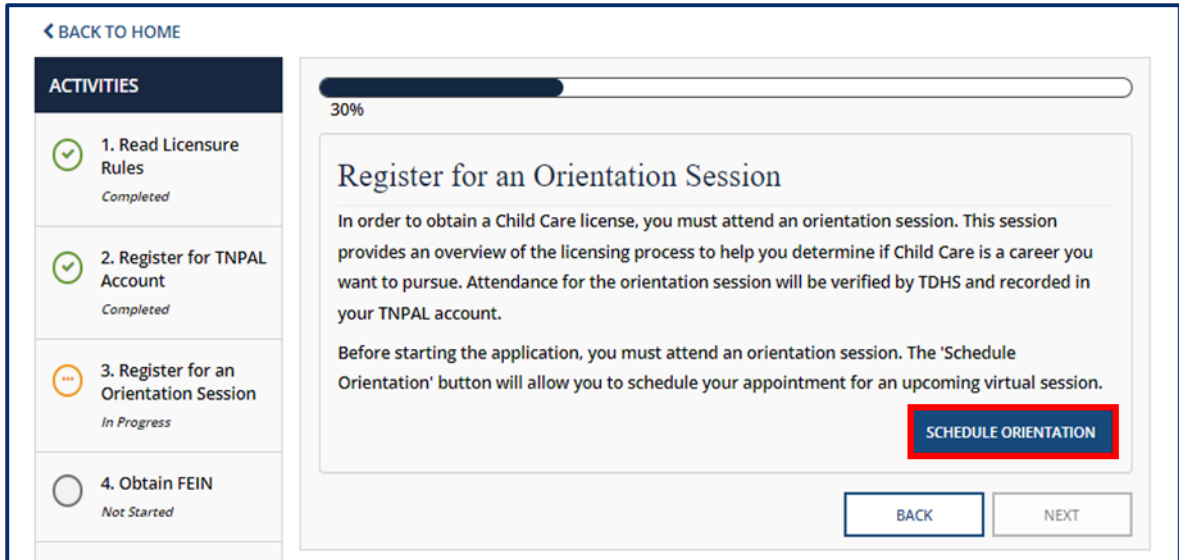 BACK TO HOME
ACTIVITIES
1. Read Licensure
Rules
Completed
2. Register for TNPAL
Account
Completed
3. Register for an
Orientation Session
In Progress
4. Obtain FEIN
Not Started
30%
Register for an Orientation Session
In order to obtain a Child Care license, you must attend an orientation session. This session
provides an overview of the licensing process to help you determine if Child Care is a career you
want to pursue. Attendance for the orientation session will be verified by TDHS and recorded in
your TNPAL account.
Before starting the application, you must attend an orientation session. The 'Schedule
Orientation' button will allow you to schedule your appointment for an upcoming virtual session.
SCHEDULE ORIENTATION
BACK
NEXT